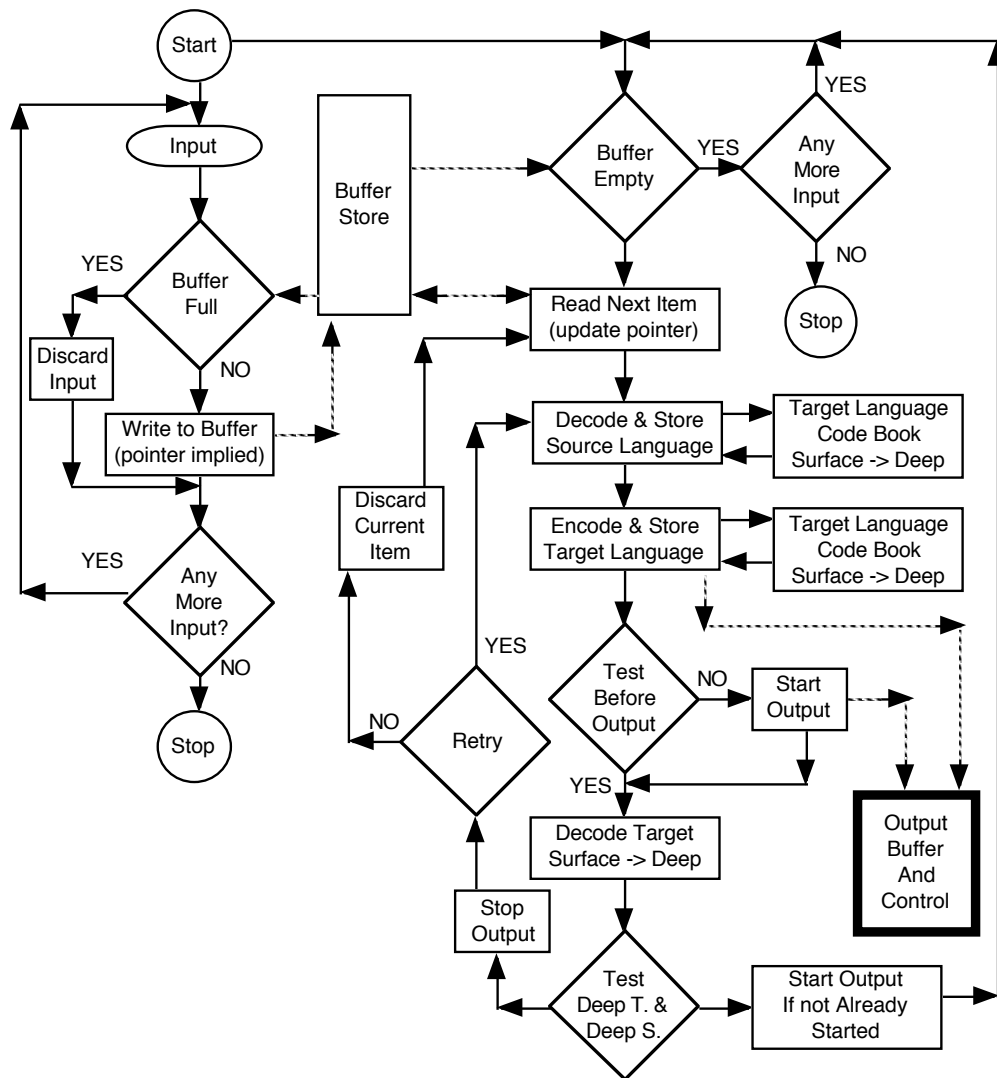 Start
YES
Input
Buffer
Store
Buffer
Empty
YES
Any
More
Input
NO
Stop
YES
Buffer
Full
Read Next Item
(update pointer)
Discard
Input
NO
Write to Buffer
(pointer implied)
Decode & Store
Source Language
Target Language
Code Book
Surface -> Deep
Discard
Current
Item
Encode & Store
Target Language
Target Language
Code Book
Surface -> Deep
YES
Any
More
Input?
NO
Stop
YES
NO
Retry
Test
Before
Output
NO
Start
Output
YES
Decode Target
Surface -> Deep
Output
Buffer
And
Control
Stop
Output
Test
Deep T. &
Deep S.
Start Output
If not Already
Started